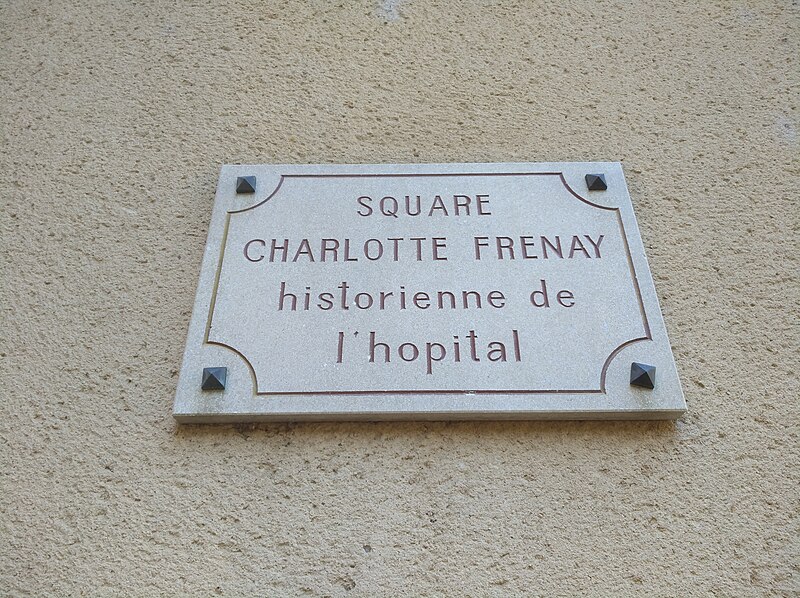 SQUARE
CHARLOTTE FRENAY
historienne de
l'hopital